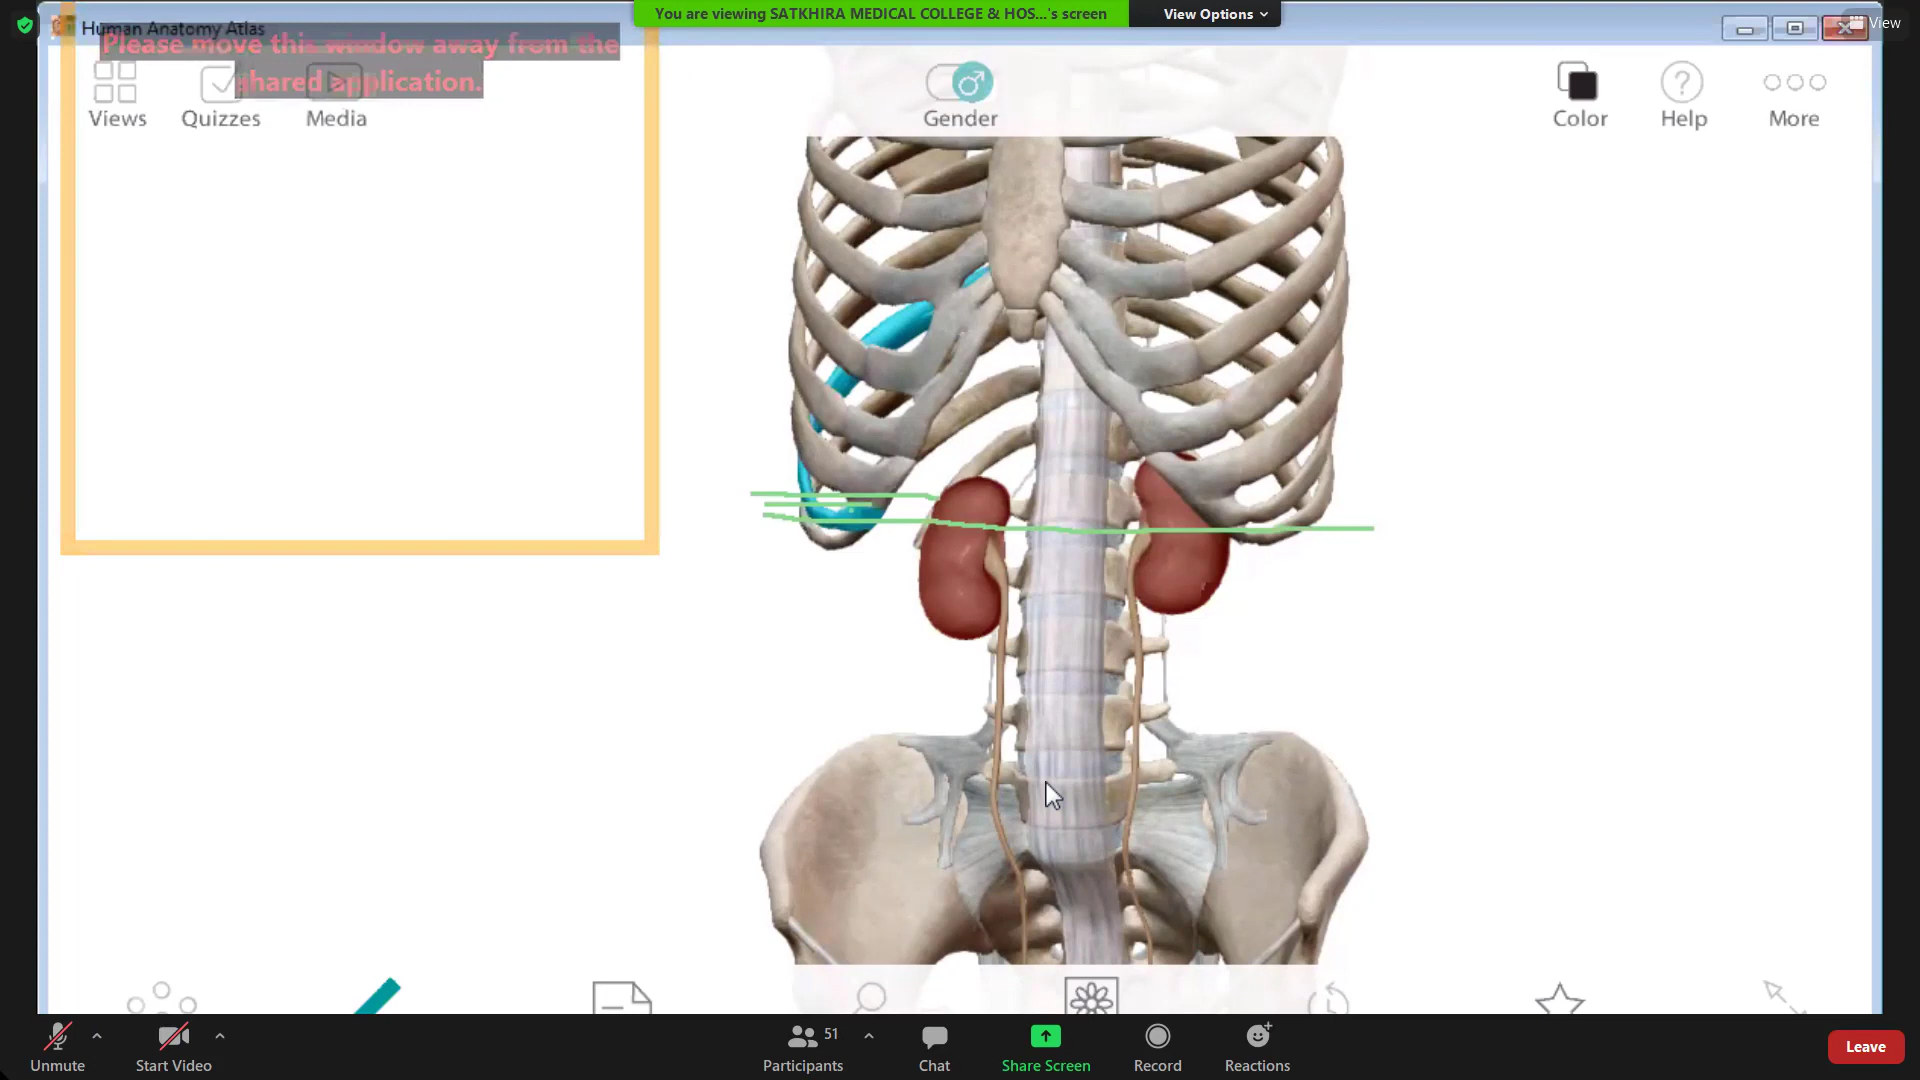 You are viewing SATKHIRA MEDICAL COLLEGE & HOS...'s screen
View Options
View
Human Anatomy Atlas
Please move this window away from the
shared application.
Views
Quizzes
Media
Gender
Color
Help
More
Unmute
Start Video
51
Participants
Chat
Share Screen
Record
Reactions
Leave